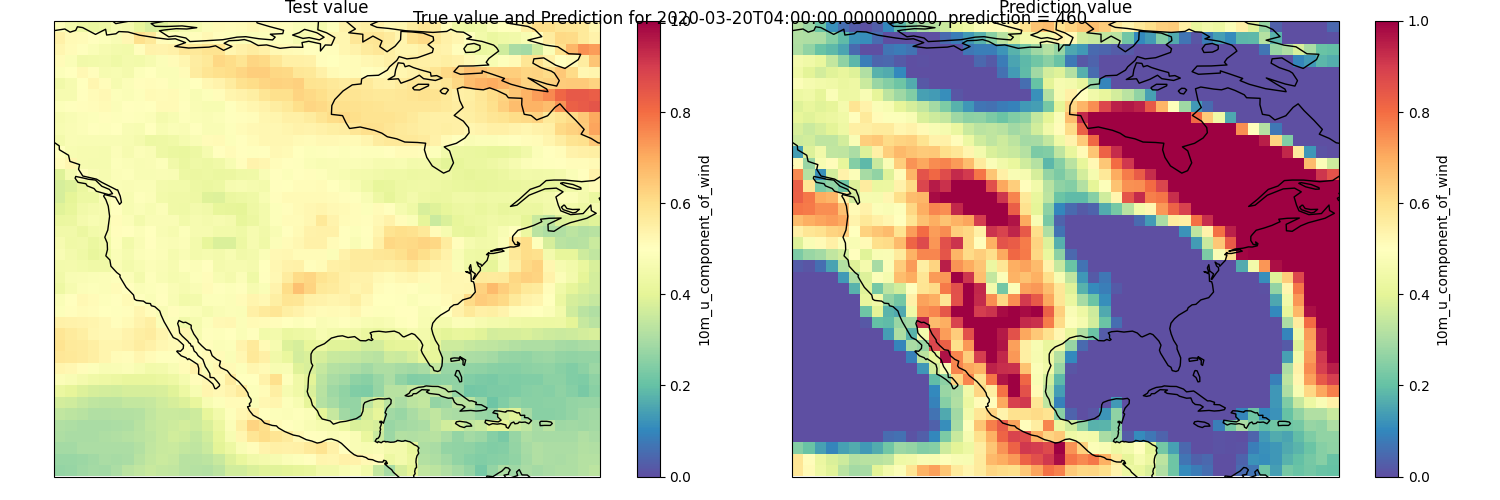 Test value
True value and Prediction for 2020-03-20T04:00:00.000000000, prediction = 460
Prediction value
1.0
0.8
0.6
0.4
0.2
0.0
10m_u_component_of_wind
1.0
0.8
0.6
0.4
0.2
0.0
10m_u_component_of_wind